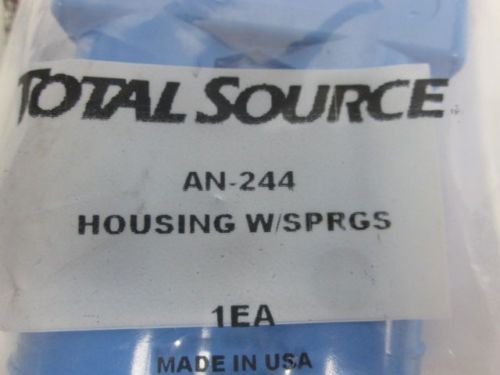 TOTAL SOURCE
AN-244
HOUSING W/SPRGS
1EA
MADE IN USA